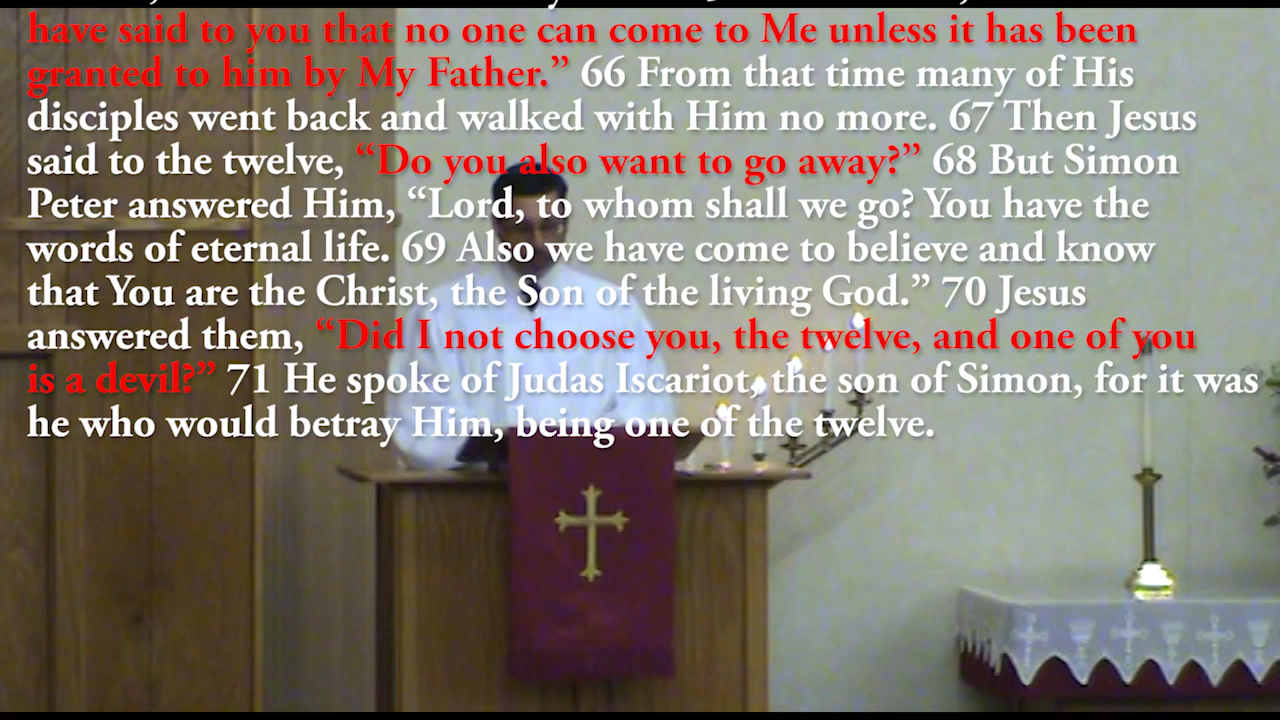 have said to you that no one can come to Me unless it has been
granted to him by My Father.” 66 From that time many of His
disciples went back and walked with Him no more. 67 Then Jesus
said to the twelve, “Do you also want to go away?” 68 But Simon
Peter answered Him, “Lord, to whom shall we go? You have the
words of eternal life. 69 Also we have come to believe and know
that You are the Christ, the Son of the living God.” 70 Jesus
answered them, “Did I not choose you, the twelve, and one of you
is a devil?” 71 He spoke of Judas Iscariot, the son of Simon, for it was
he who would betray Him, being one of the twelve.